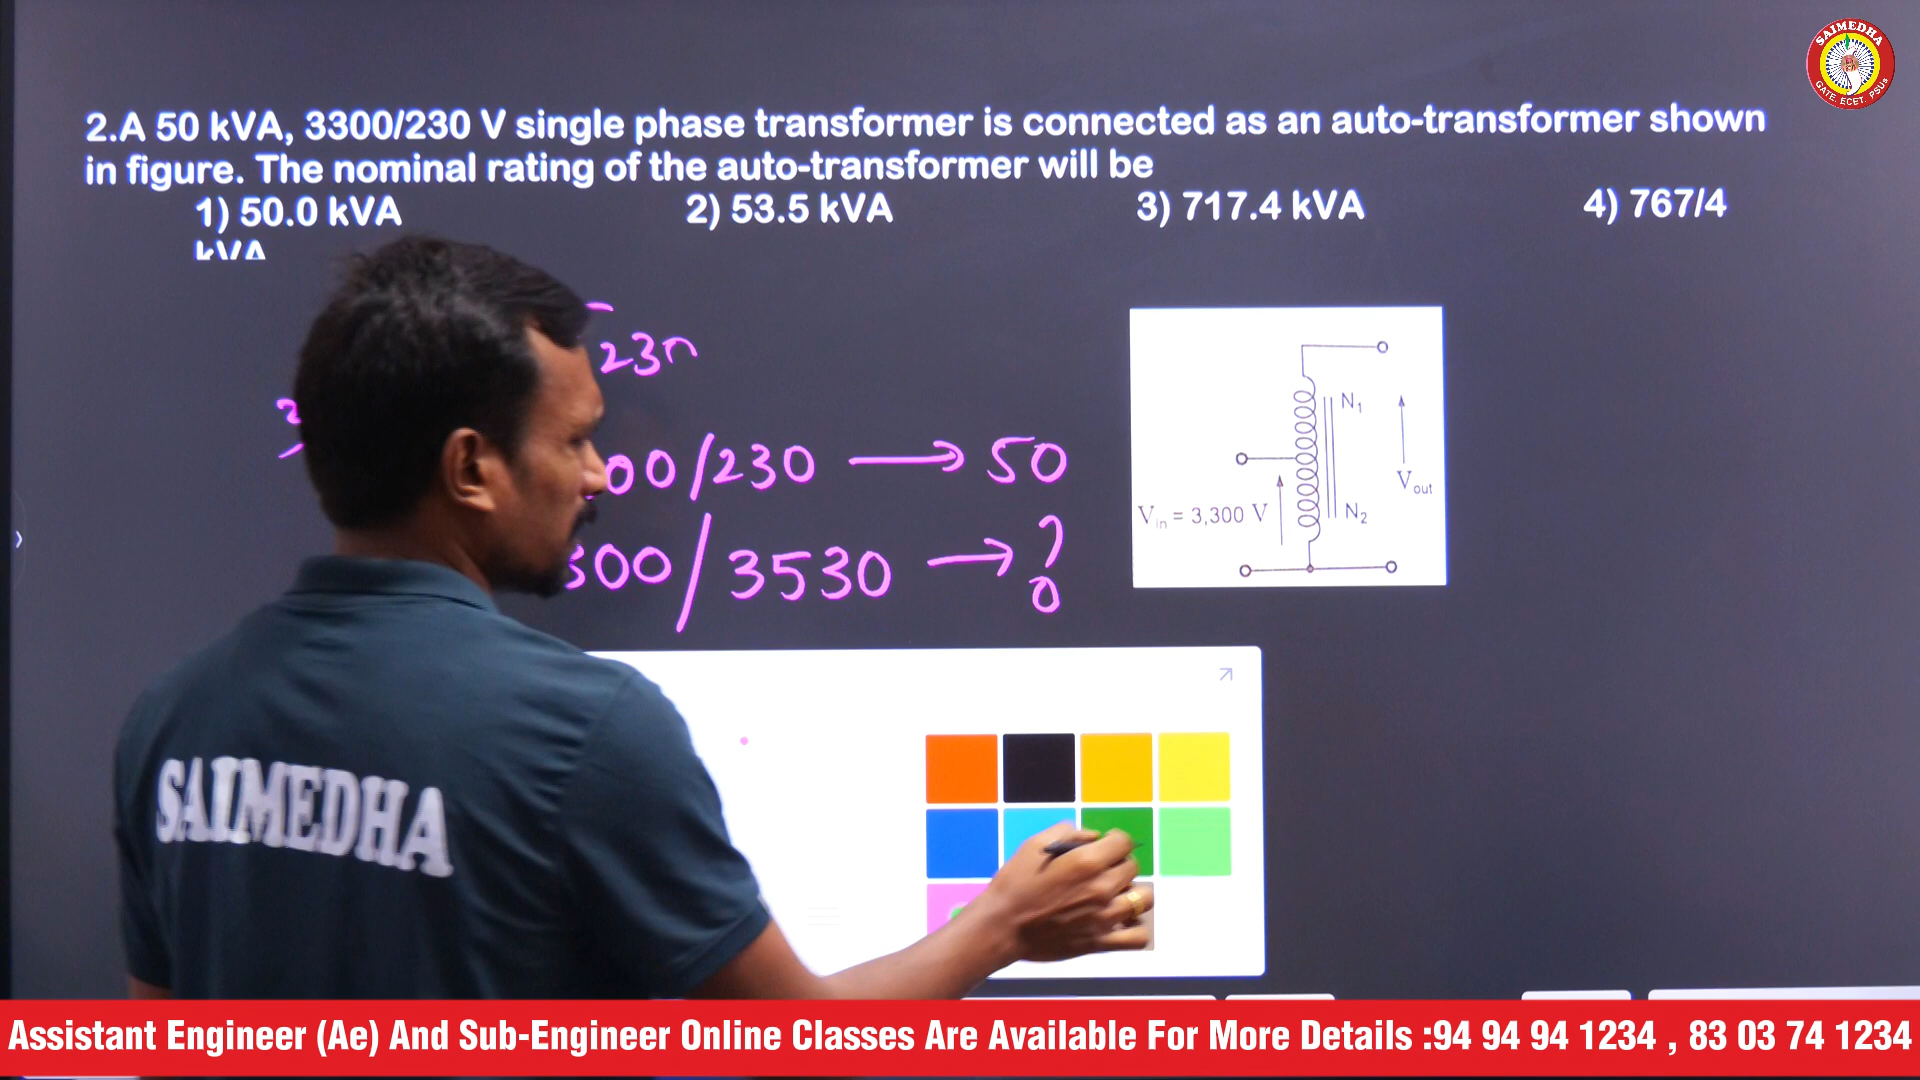 SAIMEDHA
GATE. ECET. PSUs
2.A 50 kVA, 3300/230 V single phase transformer is connected as an auto-transformer shown
in figure. The nominal rating of the auto-transformer will be
1) 50.0 kVA 2) 53.5 kVA 3) 717.4 kVA 4) 767/4
kVA
00/230 → 50
300/3530 → ?
N1
Vout
Vin = 3,300 V
N2
SAIMEDHA
Assistant Engineer (Ae) And Sub-Engineer Online Classes Are Available For More Details :94 94 94 1234 , 83 03 74 1234